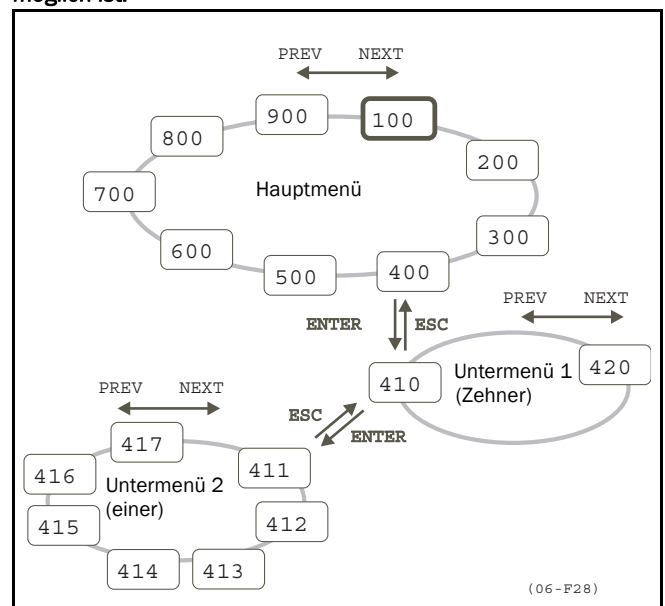 möglich ist.
PREV NEXT
900
100
800
200
700
Hauptmenü
300
600
500
400
PREV NEXT
ENTER ESC
410
Untermenü 1
(Zehner)
420
PREV NEXT
ESC
ENTER
417
416
411
Untermenü 2
(einer)
415
412
414
413
(06-F28)